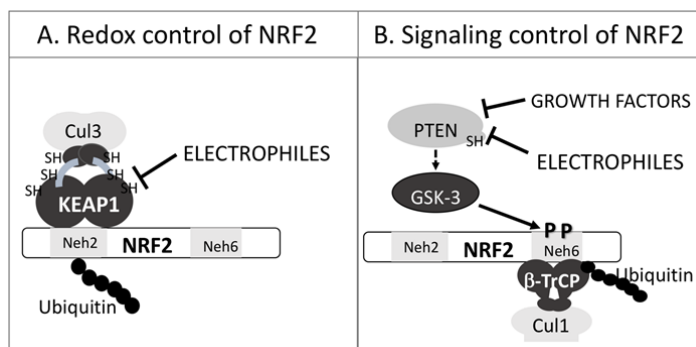 A. Redox control of NRF2
Cul3
SH
SH
SH
SH
SH
SH
ELECTROPHILES
KEAP1
Neh2
NRF2
Neh6
Ubiquitin
B. Signaling control of NRF2
GROWTH FACTORS
PTEN
SH
ELECTROPHILES
GSK-3
P P
Neh2
NRF2
Neh6
β-TrCP
Ubiquitin
Cul1